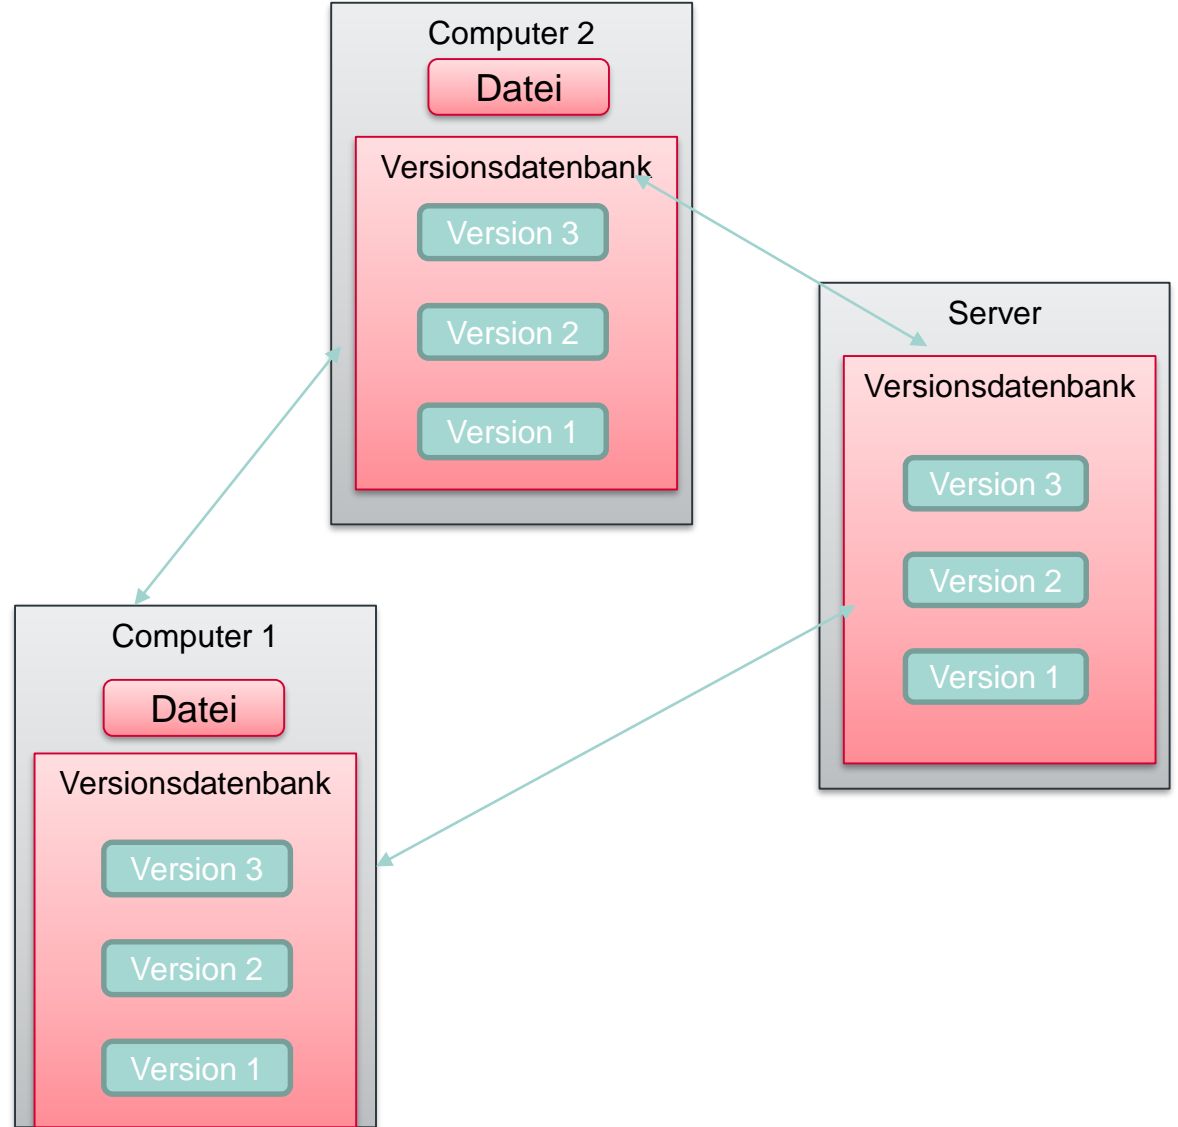 Computer 2
Datei
Versionsdatenbank
Version 3
Version 2
Version 1
Server
Versionsdatenbank
Version 3
Version 2
Version 1
Computer 1
Datei
Versionsdatenbank
Version 3
Version 2
Version 1